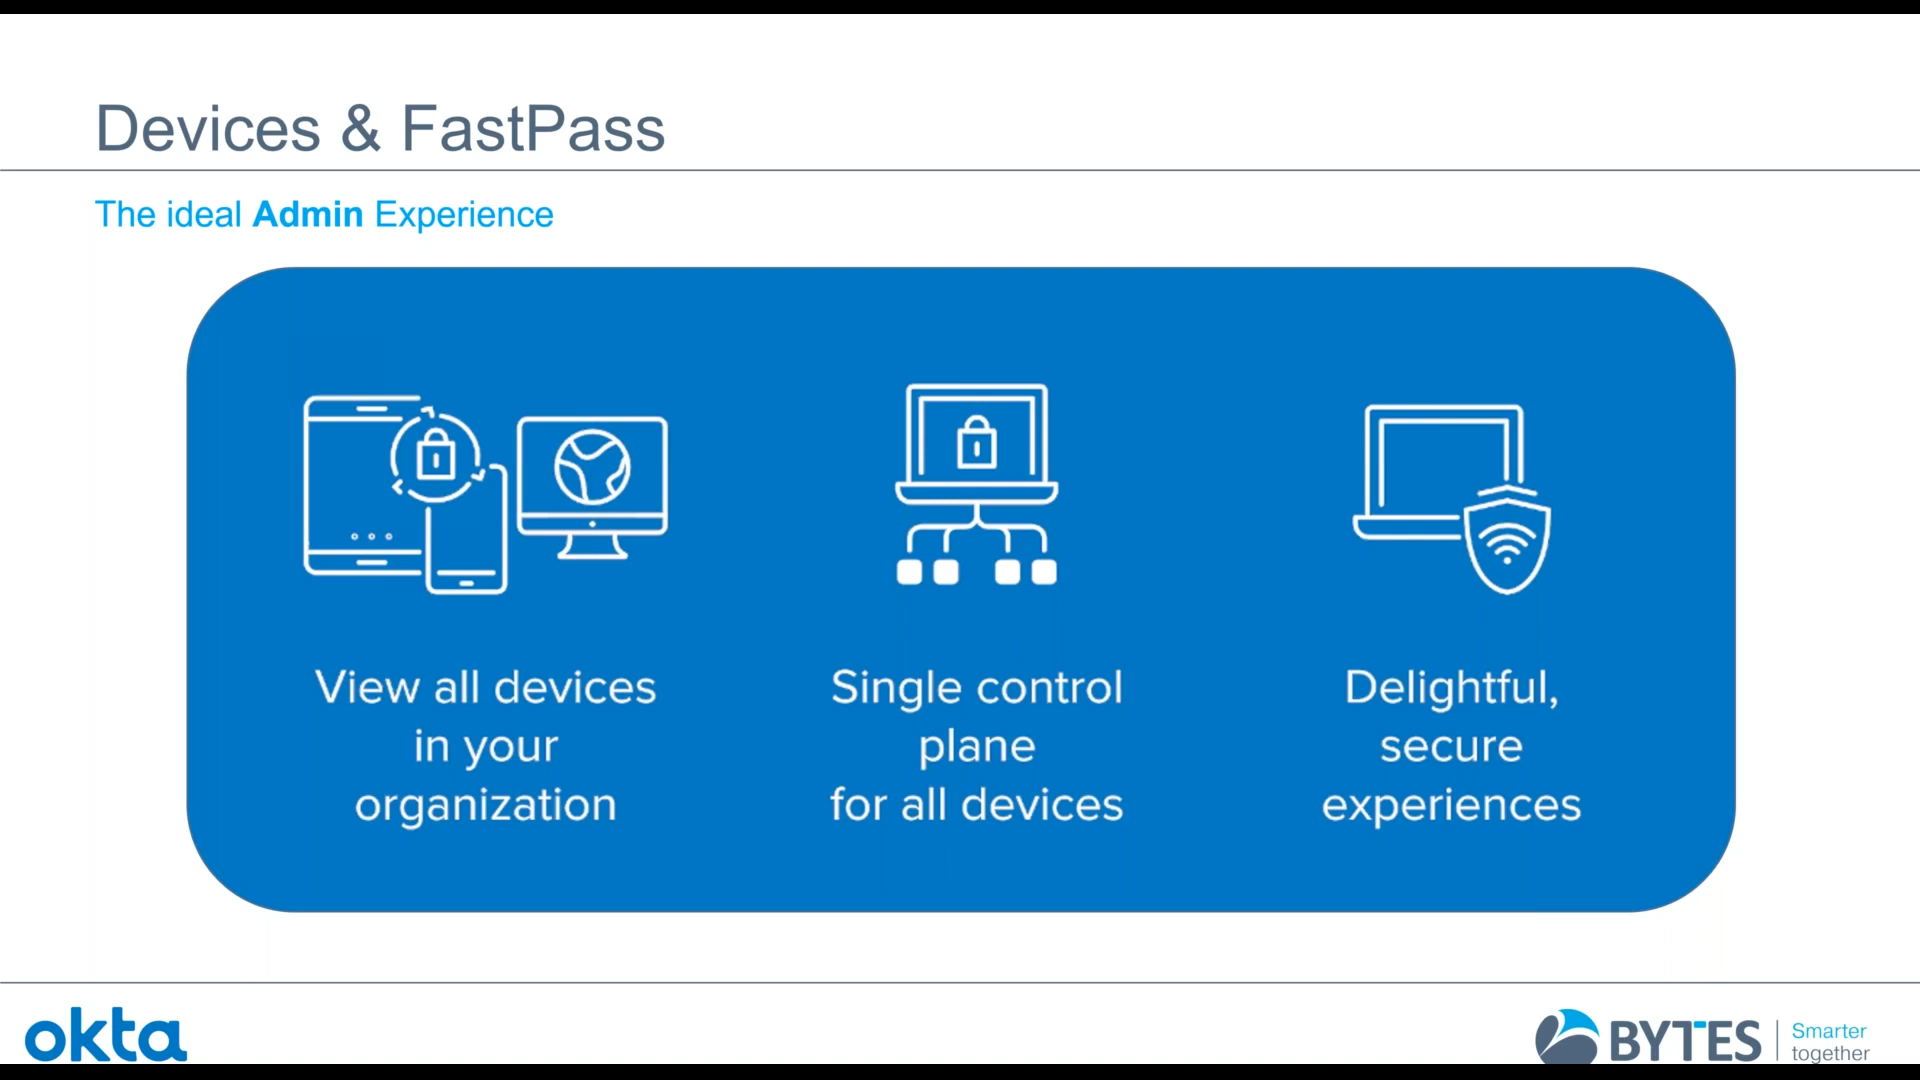 Devices & FastPass
The ideal Admin Experience
View all devices
in your
organization
Single control
plane
for all devices
Delightful,
secure
experiences
okta
BYTES
Smarter
together